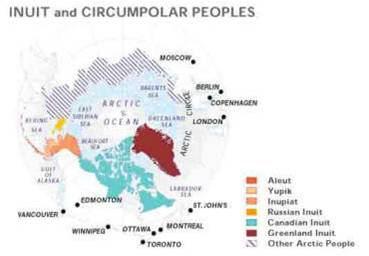 INUIT and CIRCUMPOLAR PEOPLES
MOSCOW
BARENTS
SEA
BERLIN
COPENHAGEN
LONDON
ARCTIC CIRCLE
EAST
SIBERIAN
SEA
ARCTIC
OCEAN
GREENLAND
SEA
BERING
SEA
BEAUFORT
SEA
GULF
OF
ALASKA
LABRADOR
SEA
EDMONTON
VANCOUVER
WINNIPEG
OTTAWA
MONTREAL
TORONTO
ST. JOHN'S
Aleut
Yupik
Inupiat
Russian Inuit
Canadian Inuit
Greenland Inuit
Other Arctic People